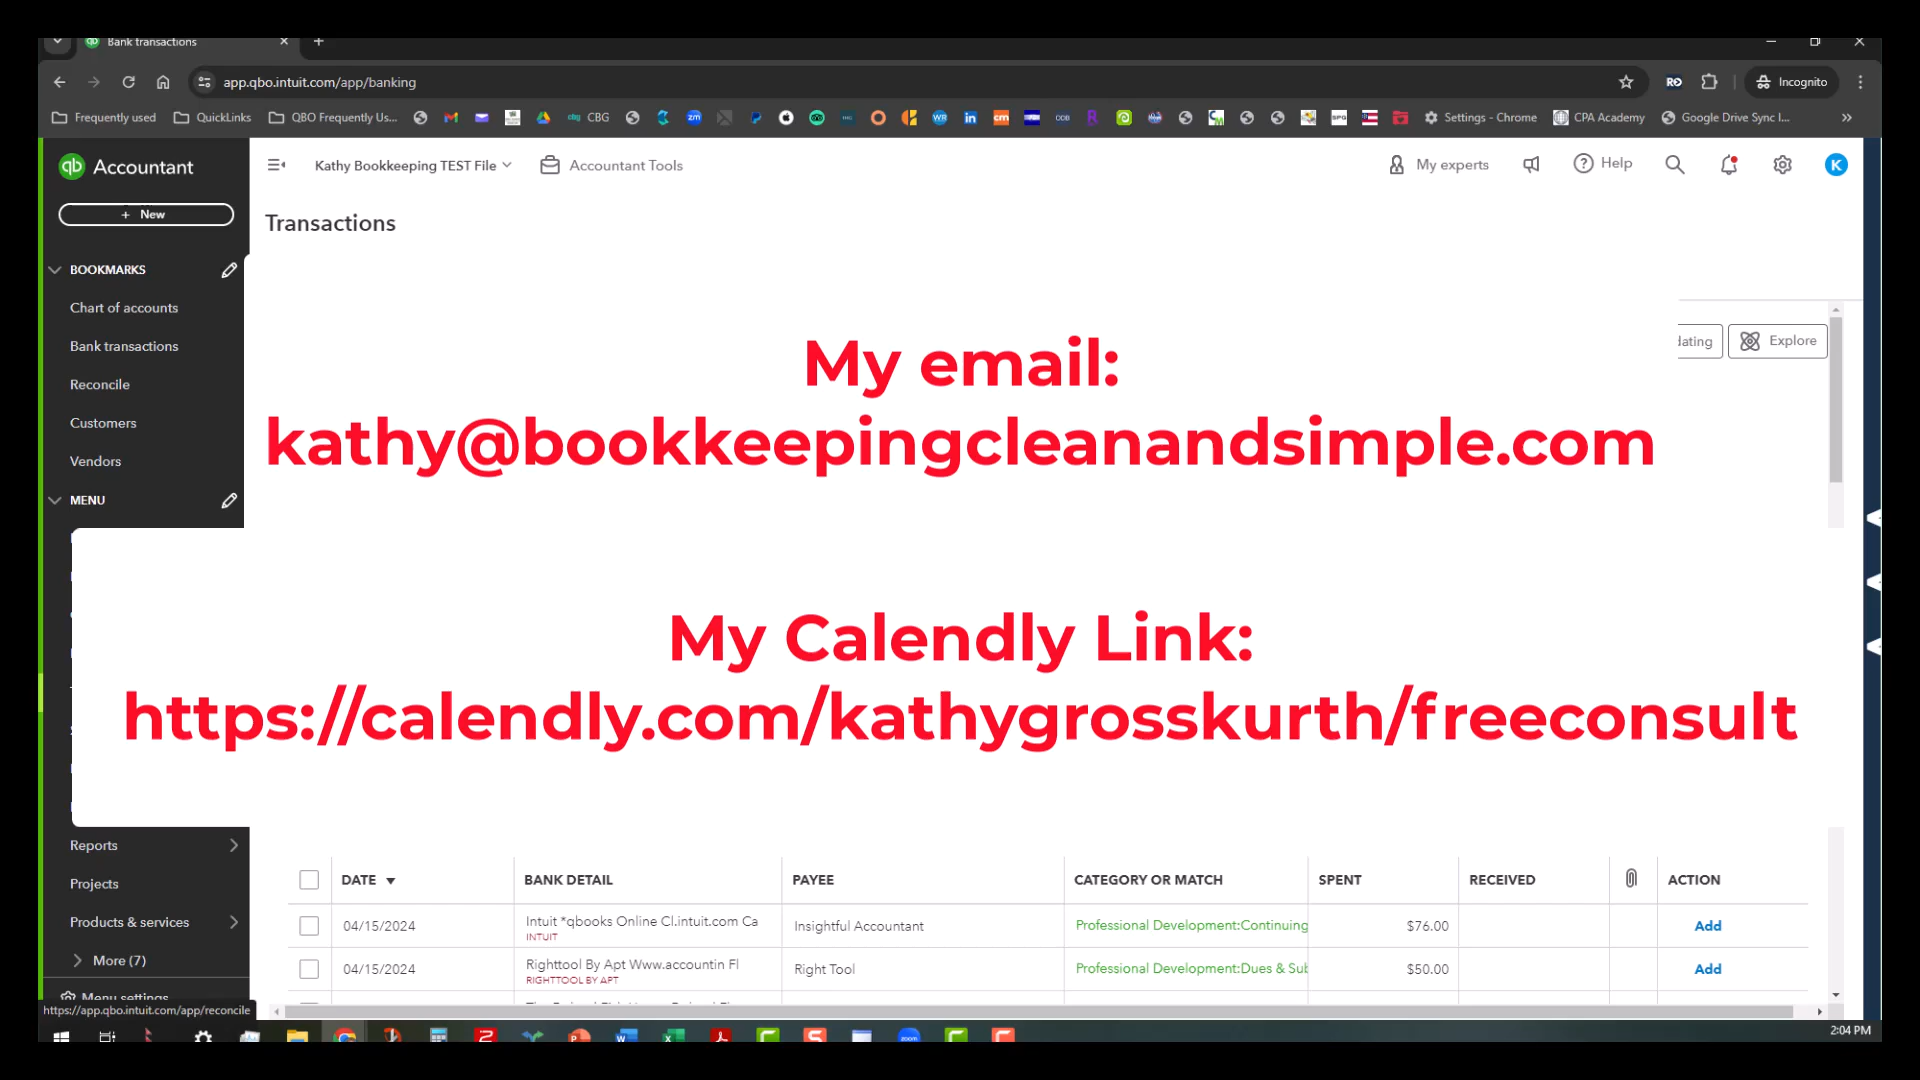 Bank transactions
app.qbo.intuit.com/app/banking
Incognito
Frequently used
QuickLinks
QBO Frequently Us...
CBG
Settings - Chrome
CPA Academy
Google Drive Sync I...
qb Accountant
Kathy Bookkeeping TEST File
Accountant Tools
My experts
Help
K
+ New
Transactions
BOOKMARKS
Chart of accounts
Bank transactions
Reconcile
Customers
Vendors
MENU
Explore
My email:
kathy@bookkeepingcleanandsimple.com
My Calendly Link:
https://calendly.com/kathygrosskurth/freeconsult
Reports
Projects
Products & services
More (7)
Menu settings
https://app.qbo.intuit.com/app/reconcile
DATE BANK DETAIL PAYEE CATEGORY OR MATCH SPENT RECEIVED ACTION
04/15/2024 Intuit *qbooks Online Cl.intuit.com Ca Insightful Accountant Professional Development:Continuing $76.00 Add
INTUIT
04/15/2024 Righttool By Apt Www.accountin Fl Right Tool Professional Development:Dues & Sub $50.00 Add
RIGHTTOOL BY APT
2:04 PM